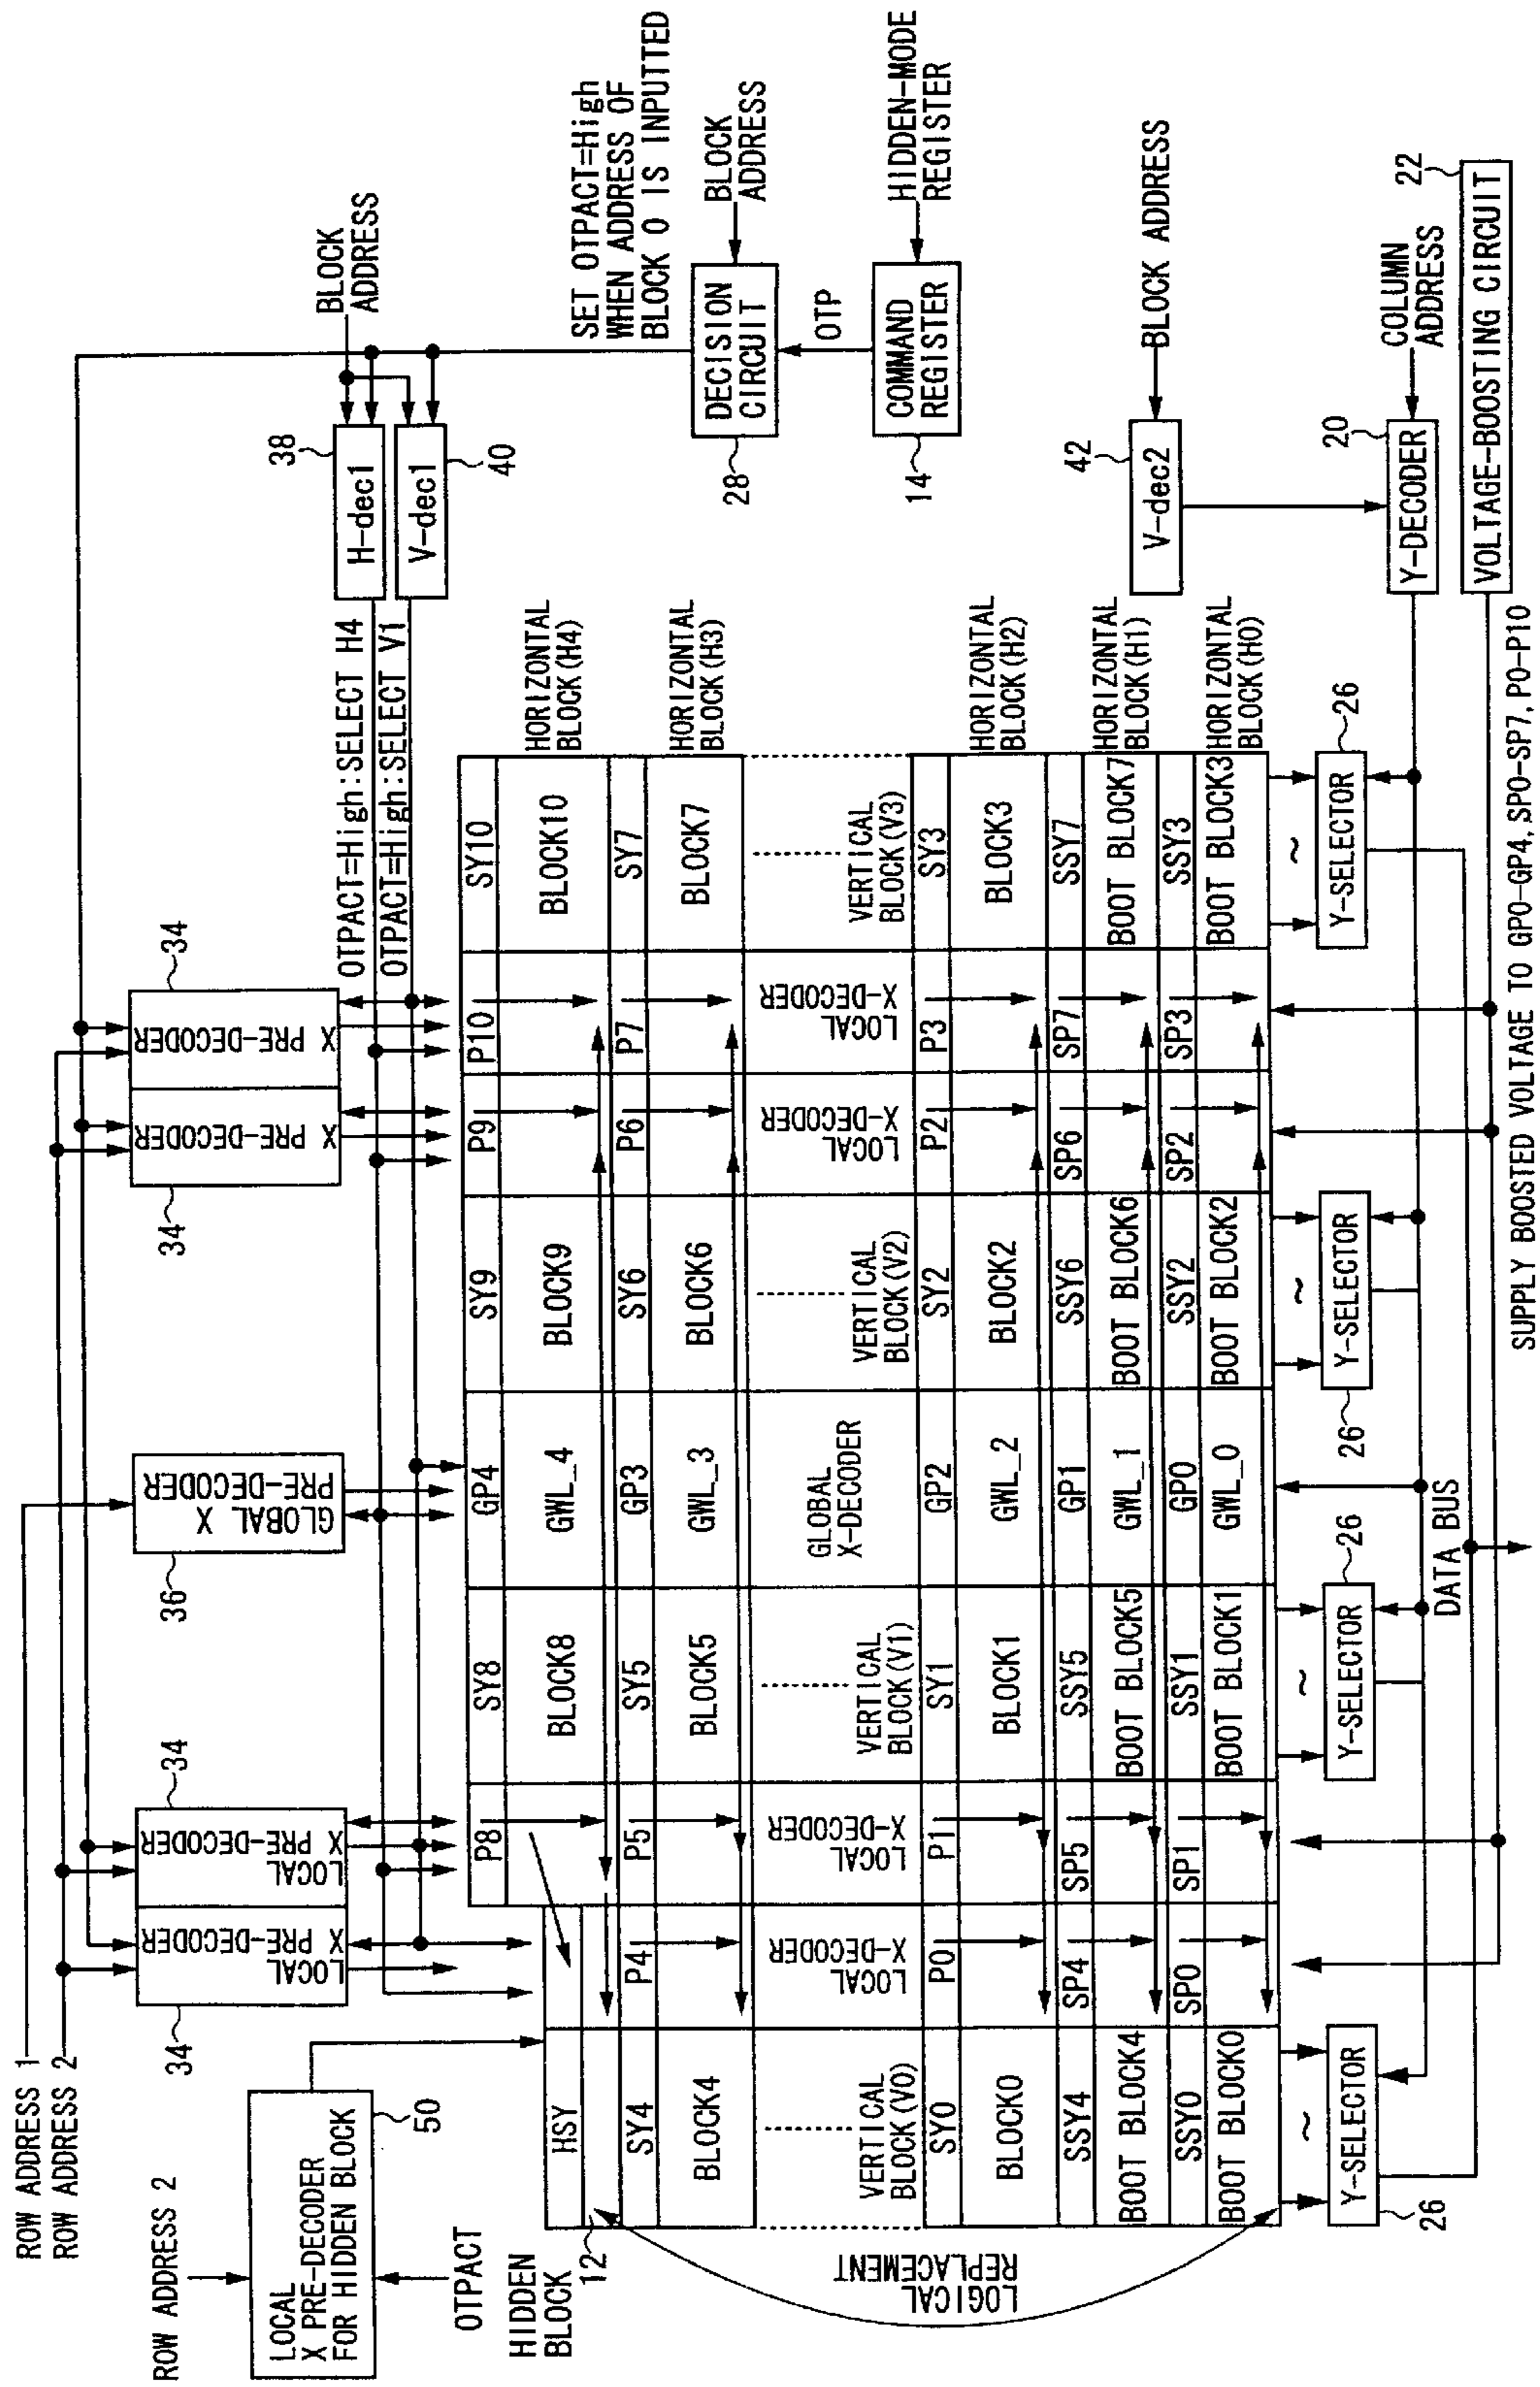 ROW ADDRESS 1
ROW ADDRESS 2
ROW ADDRESS 2
LOCAL
X PRE-DECODER
FOR HIDDEN BLOCK
50
OTPACT
34
LOCAL
X PRE-DECODER
LOCAL
X PRE-DECODER
34
36
GLOBAL X
PRE-DECODER
34
X PRE-DECODER
X PRE-DECODER
34
BLOCK
ADDRESS
38
H-dec1
V-dec1
40
OTPACT=High:SELECT H4
OTPACT=High:SELECT V1
SET OTPACT=High
WHEN ADDRESS OF
BLOCK 0 IS INPUTTED
DECISION
CIRCUIT
28
BLOCK
ADDRESS
OTP
COMMAND
REGISTER
14
HIDDEN-MODE
REGISTER
HIDDEN
BLOCK
12
LOGICAL
REPLACEMENT
P8
SY8
GP4
SY9
P9
P10
SY10
HSY
BLOCK8
GWL_4
BLOCK9
BLOCK10
HORIZONTAL
BLOCK(H4)
SY4
P4
P5
SY5
GP3
SY6
P6
P7
SY7
BLOCK4
BLOCK5
GWL_3
BLOCK6
BLOCK7
HORIZONTAL
BLOCK(H3)
VERTICAL
BLOCK(V0)
LOCAL
X-DECODER
LOCAL
X-DECODER
VERTICAL
BLOCK(V1)
GLOBAL
X-DECODER
VERTICAL
BLOCK(V2)
LOCAL
X-DECODER
LOCAL
X-DECODER
VERTICAL
BLOCK(V3)
SY0
P0
P1
SY1
GP2
SY2
P2
P3
SY3
BLOCK0
BLOCK1
GWL_2
BLOCK2
BLOCK3
HORIZONTAL
BLOCK(H2)
SSY4
SP4
SP5
SSY5
GP1
SSY6
SP6
SP7
SSY7
BOOT BLOCK4
BOOT BLOCK5
GWL_1
BOOT BLOCK6
BOOT BLOCK7
HORIZONTAL
BLOCK(H1)
SSY0
SP0
SP1
SSY1
GP0
SSY2
SP2
SP3
SSY3
BOOT BLOCK0
BOOT BLOCK1
GWL_0
BOOT BLOCK2
BOOT BLOCK3
HORIZONTAL
BLOCK(H0)
~
~
~
~
Y-SELECTOR
26
Y-SELECTOR
26
Y-SELECTOR
26
Y-SELECTOR
26
DATA BUS
BLOCK ADDRESS
42
V-dec2
COLUMN
ADDRESS
20
Y-DECODER
22
VOLTAGE-BOOSTING CIRCUIT
SUPPLY BOOSTED VOLTAGE TO GP0-GP4, SP0-SP7, P0-P10